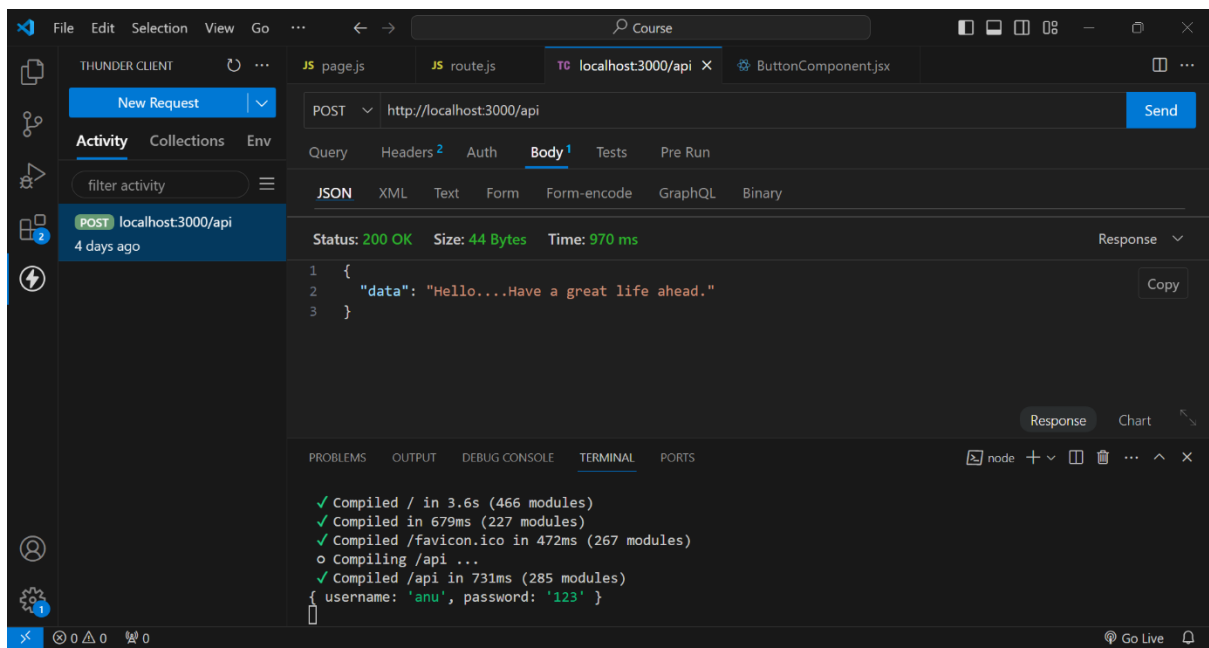 File Edit Selection View Go ··· Course
THUNDER CLIENT ···
New Request
Activity Collections Env
filter activity
POST localhost:3000/api
4 days ago
JS page.js JS route.js TC localhost:3000/api ButtonComponent.jsx ···
POST http://localhost:3000/api Send
Query Headers 2 Auth Body 1 Tests Pre Run
JSON XML Text Form Form-encode GraphQL Binary
Status: 200 OK Size: 44 Bytes Time: 970 ms Response
1 {
2 "data": "Hello....Have a great life ahead."
3 }
Copy
Response Chart
PROBLEMS OUTPUT DEBUG CONSOLE TERMINAL PORTS node ···
✓ Compiled / in 3.6s (466 modules)
✓ Compiled in 679ms (227 modules)
✓ Compiled /favicon.ico in 472ms (267 modules)
○ Compiling /api ...
✓ Compiled /api in 731ms (285 modules)
{ username: 'anu', password: '123' }
2
1
0 0 0 Go Live